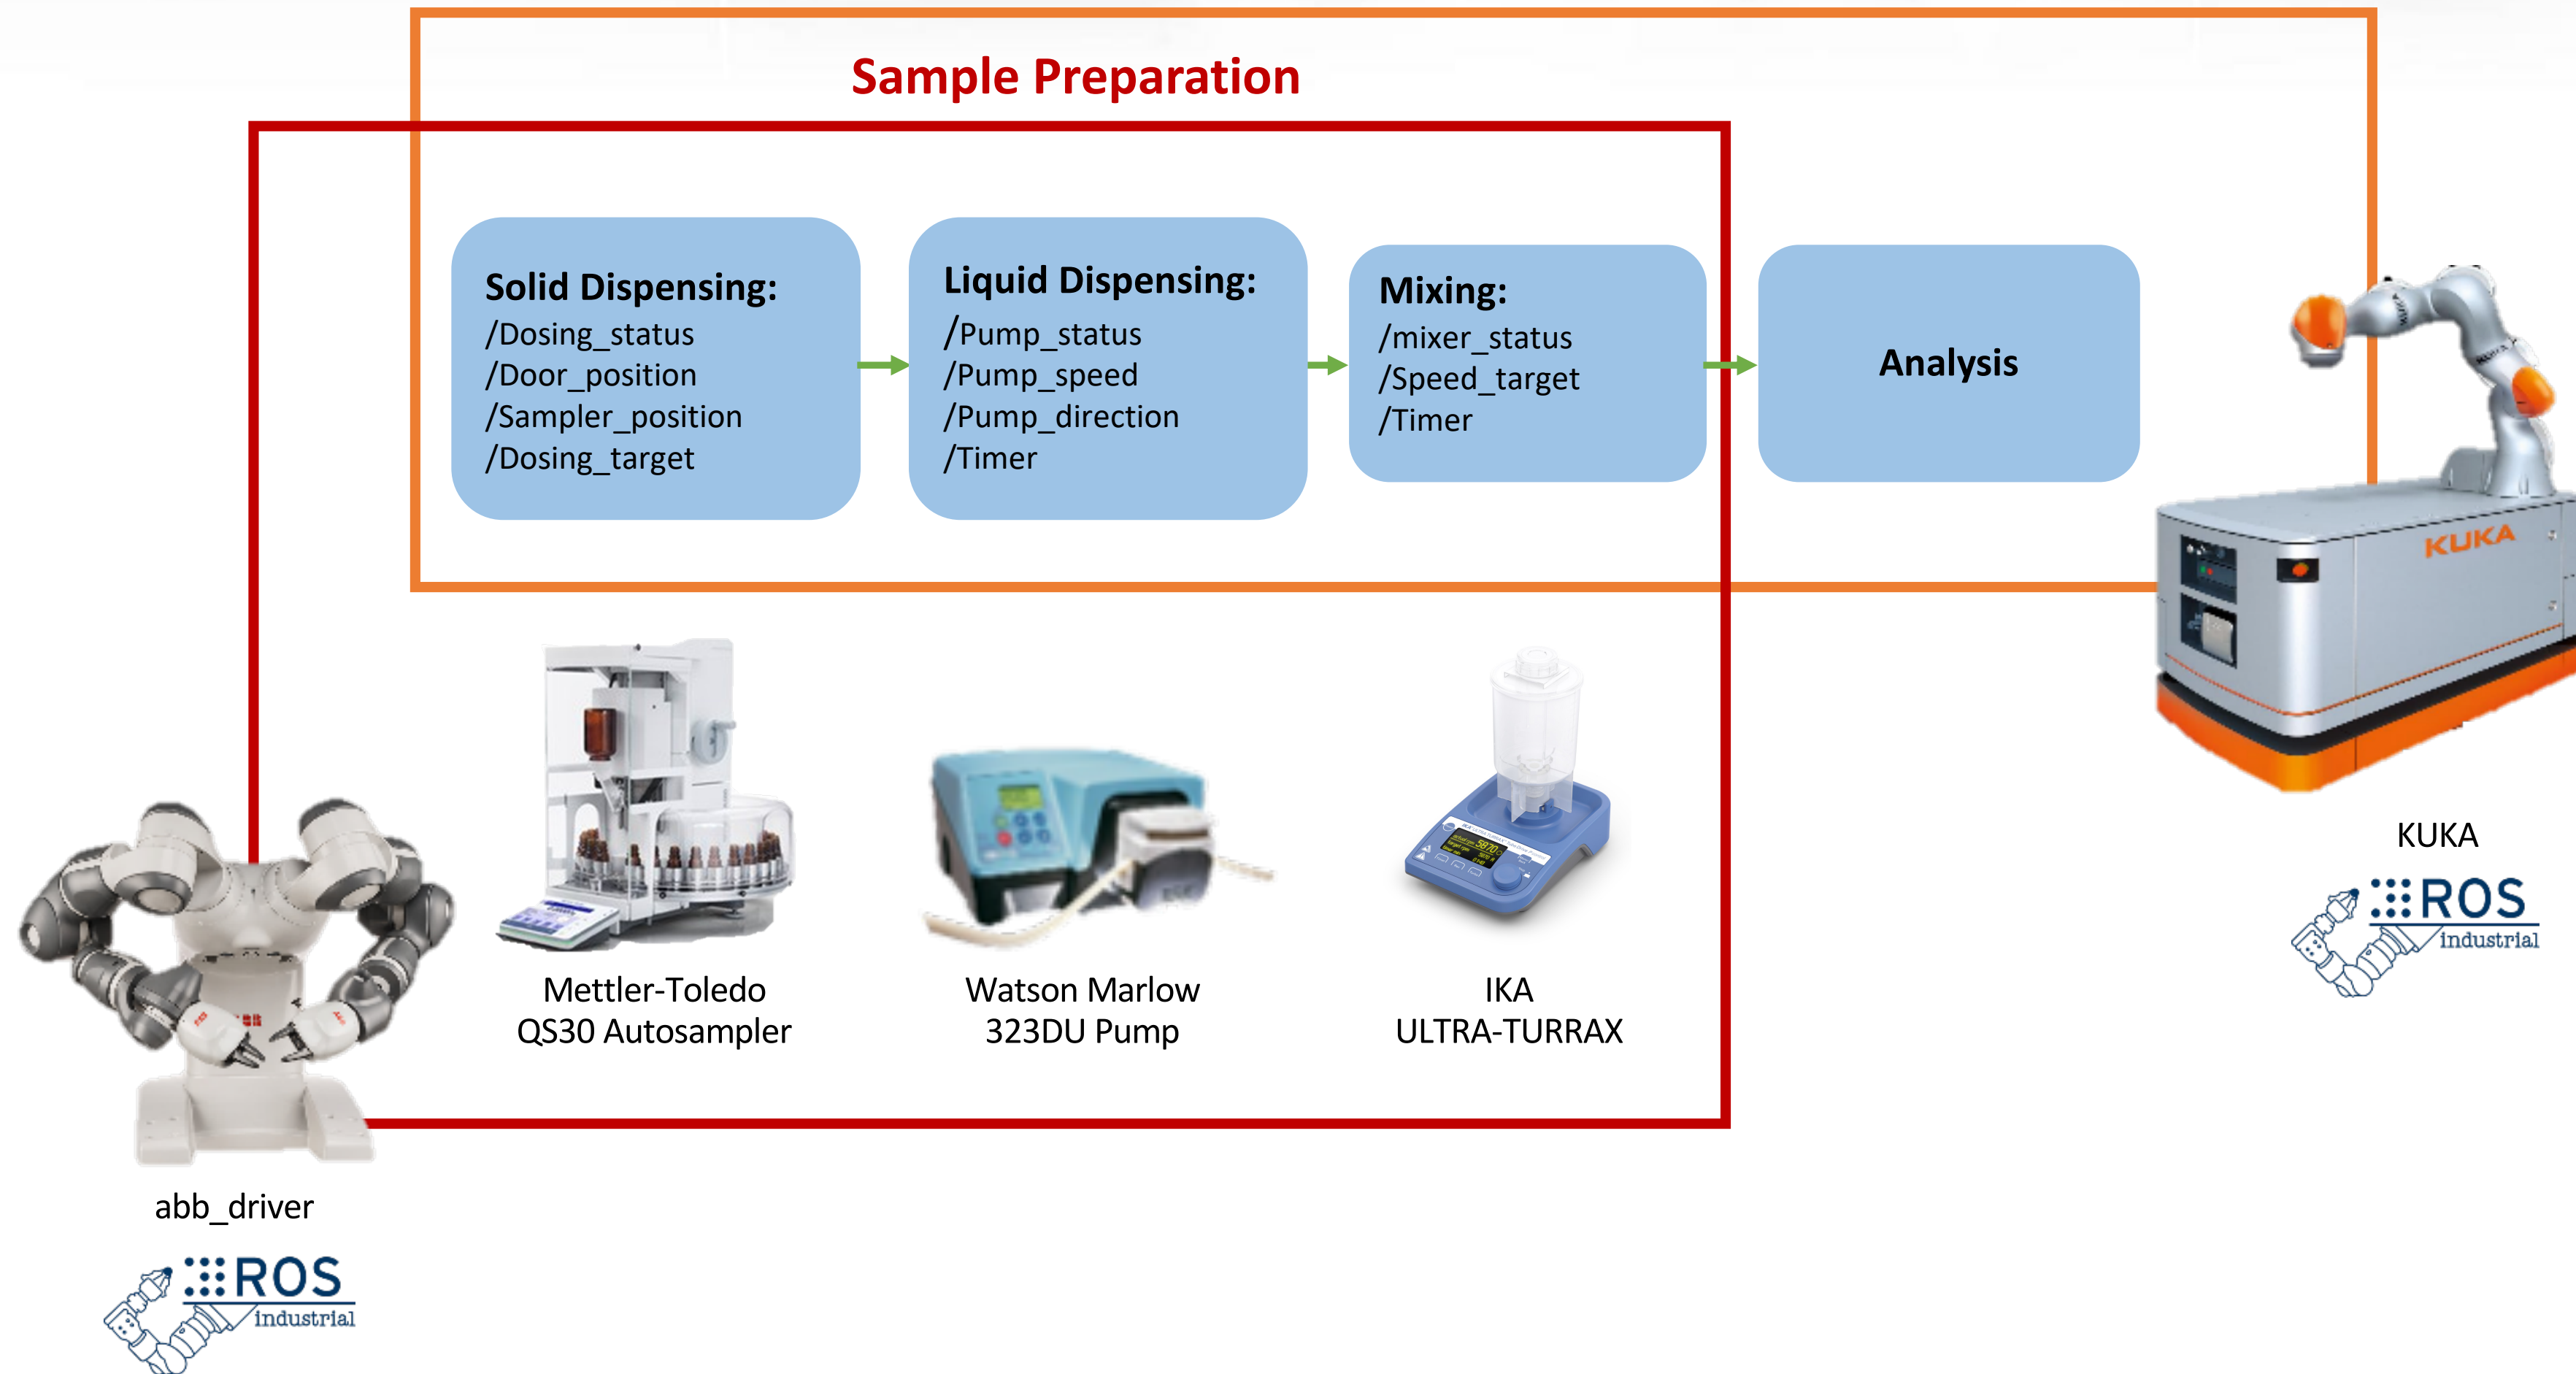 Sample Preparation
Solid Dispensing:
/Dosing_status
/Door_position
/Sampler_position
/Dosing_target
Liquid Dispensing:
/Pump_status
/Pump_speed
/Pump_direction
/Timer
Mixing:
/mixer_status
/Speed_target
/Timer
Analysis
KUKA
Mettler-Toledo
QS30 Autosampler
Watson Marlow
323DU Pump
IKA
ULTRA-TURRAX
KUKA
ROS
industrial
abb_driver
ROS
industrial